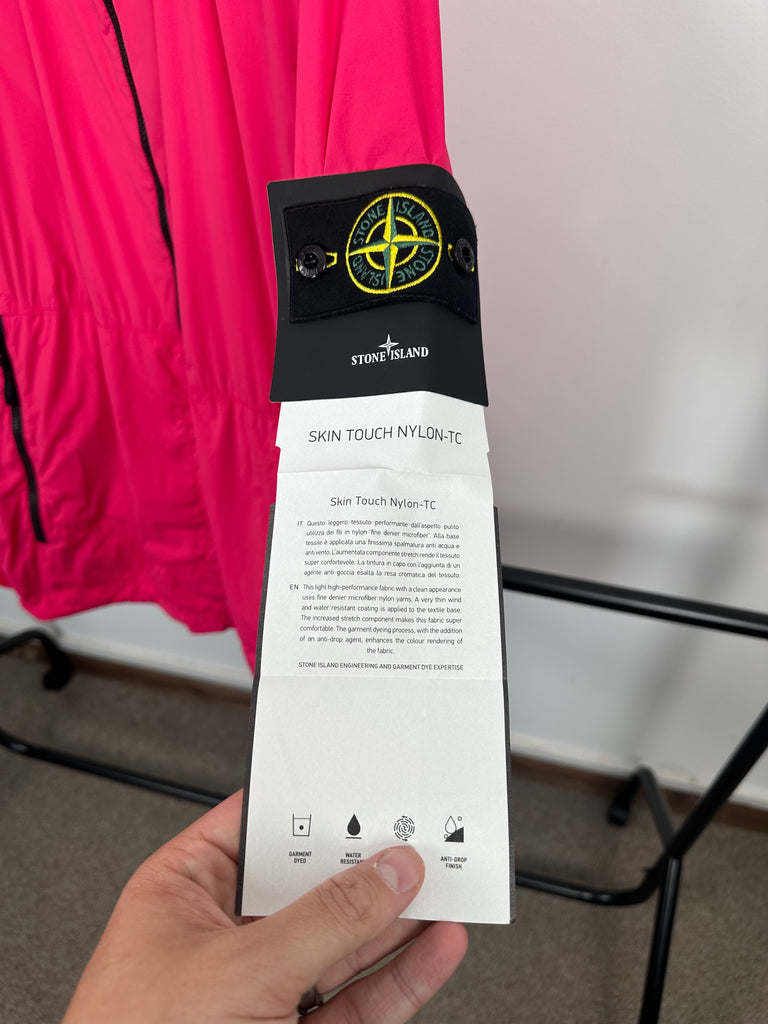 STONE ISLAND
STONE ISLAND
STONE ISLAND
SKIN TOUCH NYLON-TC
Skin Touch Nylon-TC
IT Questo leggero tessuto performante dall'aspetto pulito
utilizza dei fili in nylon 'fine denier microfiber'. Alla base
tessile è applicata una finissima spalmatura anti acqua e
anti vento. L'aumentata componente stretch rende il tessuto
super confortevole. La tintura in capo con l'aggiunta di un
agente anti goccia esalta la resa cromatica del tessuto.
EN This light high-performance fabric with a clean appearance
uses fine denier microfiber nylon yarns. A very thin wind
and water resistant coating is applied to the textile base.
The increased stretch component makes this fabric super
comfortable. The garment dyeing process, with the addition
of an anti-drop agent, enhances the colour rendering of
the fabric.
STONE ISLAND ENGINEERING AND GARMENT DYE EXPERTISE
GARMENT
DYED
WATER
RESISTA
ANTI-DROP
FINISH